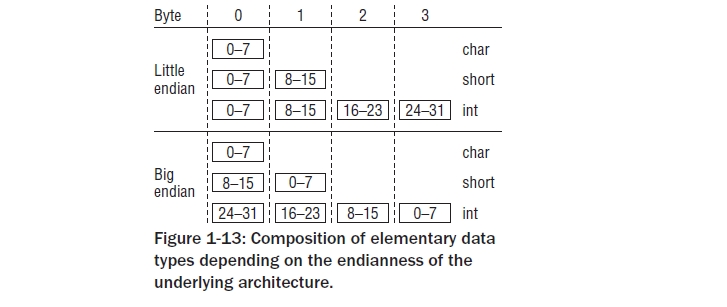 Byte 0 1 2 3
0–7 char
Little endian 0–7 8–15 short
0–7 8–15 16–23 24–31 int
0–7 char
Big endian 8–15 0–7 short
24–31 16–23 8–15 0–7 int
Figure 1-13: Composition of elementary data
types depending on the endianness of the
underlying architecture.